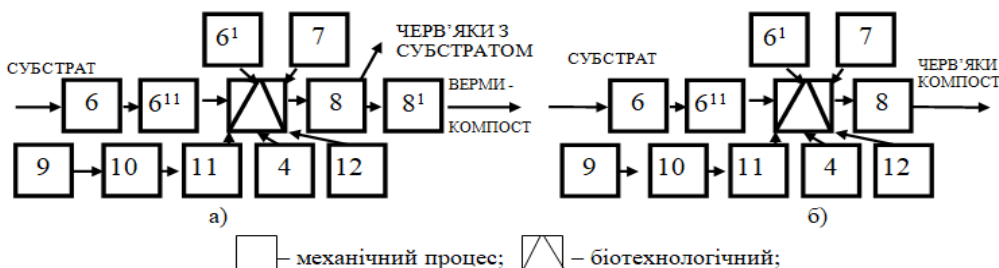 6¹ 7 ЧЕРВ’ЯКИ З
СУБСТРАТОМ
СУБСТРАТ 6 6¹¹ 8 8¹ ВЕРМИ -
КОМПОСТ
9 10 11 4 12
а)
6¹ 7
СУБСТРАТ 6 6¹¹ 8 ЧЕРВ’ЯКИ
КОМПОСТ
9 10 11 4 12
б)
– механічний процес; – біотехнологічний;